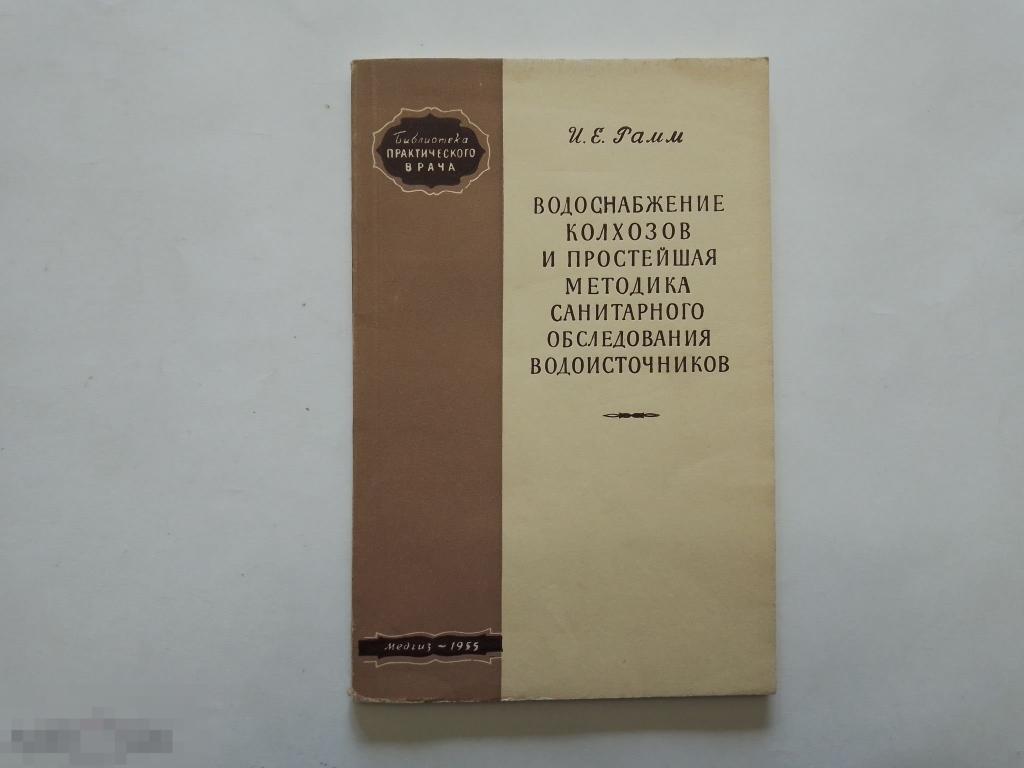 Библиотека
ПРАКТИЧЕСКОГО
ВРАЧА
И. Е. Рамм
ВОДОСНАБЖЕНИЕ
КОЛХОЗОВ
И ПРОСТЕЙШАЯ
МЕТОДИКА
САНИТАРНОГО
ОБСЛЕДОВАНИЯ
ВОДОИСТОЧНИКОВ
Медгиз – 1955